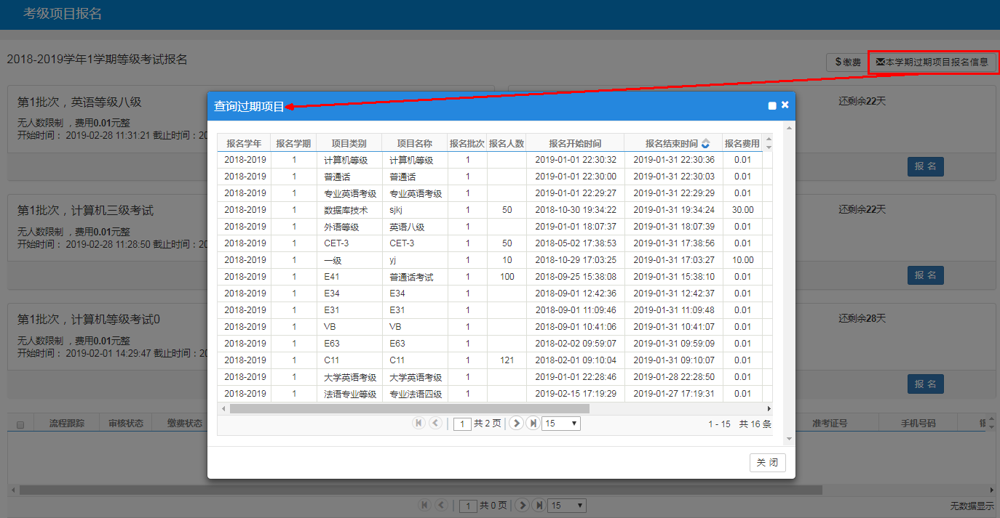 考级项目报名
2018-2019学年1学期等级考试报名
$缴费 本学期过期项目报名信息
第1批次，英语等级八级
无人数限制 ，费用0.01元整
开始时间： 2019-02-28 11:31:21 截止时间：20
还剩余22天
报 名
第1批次，计算机三级考试
无人数限制 ，费用0.01元整
开始时间： 2019-02-28 11:28:50 截止时间：20
还剩余22天
报 名
第1批次，计算机等级考试0
无人数限制 ，费用0.01元整
开始时间： 2019-02-01 14:29:47 截止时间：20
还剩余28天
报 名
查询过期项目
报名学年 报名学期 项目类别 项目名称 报名批次 报名人数 报名开始时间 报名结束时间 报名费用
2018-2019 1 计算机等级 计算机等级 1 2019-01-01 22:30:32 2019-01-31 22:30:36 0.01
2018-2019 1 普通话 普通话 1 2019-01-01 22:30:00 2019-01-31 22:30:03 0.01
2018-2019 1 专业英语考级 专业英语考级 1 2019-01-01 22:29:27 2019-01-31 22:29:29 0.01
2018-2019 1 数据库技术 sjkj 1 50 2018-10-30 19:34:22 2019-01-31 19:34:24 30.00
2018-2019 1 外语等级 英语八级 1 2019-01-01 18:07:37 2019-01-31 18:07:39 0.01
2018-2019 1 CET-3 CET-3 1 50 2018-05-02 17:38:53 2019-01-31 17:38:56 0.01
2018-2019 1 一级 yj 1 10 2018-10-29 17:03:25 2019-01-31 17:03:27 10.00
2018-2019 1 E41 普通话考试 1 100 2018-09-25 15:38:08 2019-01-31 15:38:10 0.01
2018-2019 1 E34 E34 1 2018-09-01 12:42:36 2019-01-31 12:42:37 0.01
2018-2019 1 E31 E31 1 2018-09-01 11:09:46 2019-01-31 11:09:48 0.01
2018-2019 1 VB VB 1 2018-09-01 10:41:06 2019-01-31 10:41:07 0.01
2018-2019 1 E63 E63 1 2018-02-02 09:59:07 2019-01-31 09:59:09 0.01
2018-2019 1 C11 C11 1 121 2018-02-01 09:10:04 2019-01-31 09:10:07 0.01
2018-2019 1 大学英语考级 大学英语考级 1 2019-01-01 22:28:46 2019-01-28 22:28:50 0.01
2018-2019 1 法语专业等级 专业法语四级 1 2019-02-15 17:19:29 2019-01-27 17:19:31 0.01
1 共 2 页 15 1 - 15 共 16 条
关 闭
流程跟踪 审核状态 缴费状态 准考证号 手机号码
1 共 0 页 15 无数据显示